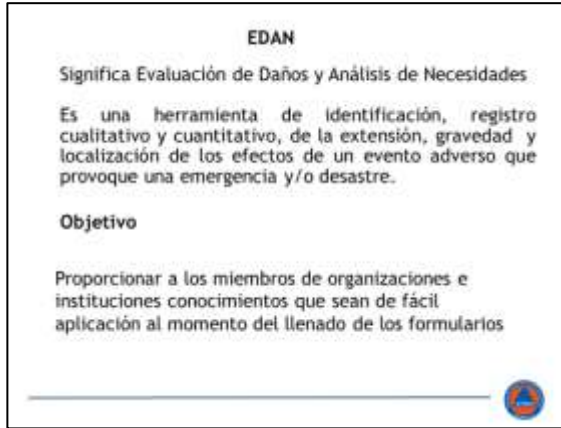 EDAN
Significa Evaluación de Daños y Análisis de Necesidades
Es una herramienta de identificación, registro
cualitativo y cuantitativo, de la extensión, gravedad y
localización de los efectos de un evento adverso que
provoque una emergencia y/o desastre.
Objetivo
Proporcionar a los miembros de organizaciones e
instituciones conocimientos que sean de fácil
aplicación al momento del llenado de los formularios